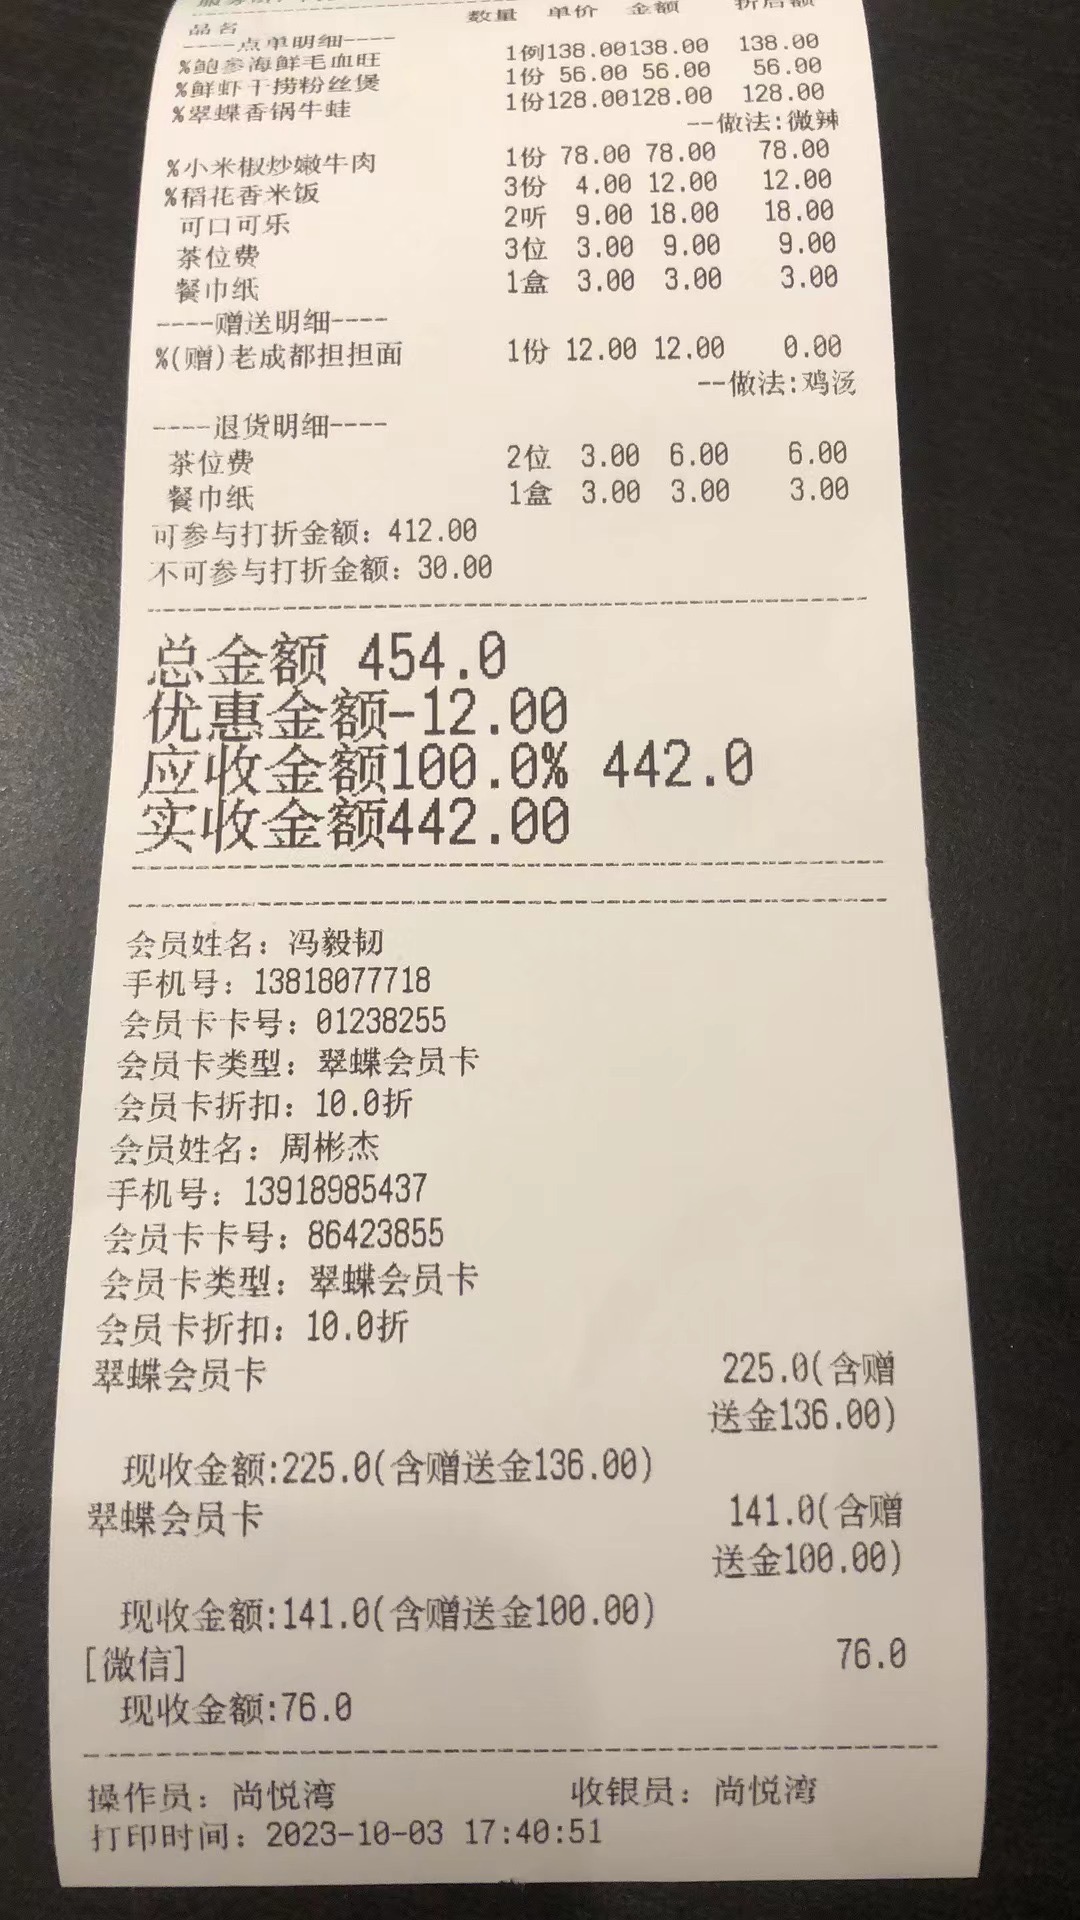 品名 数量 单价 金额 折后额
----点单明细----
%鲍参海鲜毛血旺 1例138.00138.00 138.00
%鲜虾干捞粉丝煲 1份 56.00 56.00 56.00
%翠蝶香锅牛蛙 1份128.00128.00 128.00
--做法:微辣
%小米椒炒嫩牛肉 1份 78.00 78.00 78.00
%稻花香米饭 3份 4.00 12.00 12.00
可口可乐 2听 9.00 18.00 18.00
茶位费 3位 3.00 9.00 9.00
餐巾纸 1盒 3.00 3.00 3.00
----赠送明细----
%(赠)老成都担担面 1份 12.00 12.00 0.00
--做法:鸡汤
----退货明细----
茶位费 2位 3.00 6.00 6.00
餐巾纸 1盒 3.00 3.00 3.00
可参与打折金额：412.00
不可参与打折金额：30.00
总金额 454.0
优惠金额-12.00
应收金额100.0% 442.0
实收金额442.00
会员姓名：冯毅韧
手机号：13818077718
会员卡卡号：01238255
会员卡类型：翠蝶会员卡
会员卡折扣：10.0折
会员姓名：周彬杰
手机号：13918985437
会员卡卡号：86423855
会员卡类型：翠蝶会员卡
会员卡折扣：10.0折
翠蝶会员卡 225.0(含赠
送金136.00)
现收金额:225.0(含赠送金136.00)
翠蝶会员卡 141.0(含赠
送金100.00)
现收金额:141.0(含赠送金100.00)
[微信] 76.0
现收金额:76.0
操作员：尚悦湾 收银员：尚悦湾
打印时间：2023-10-03 17:40:51